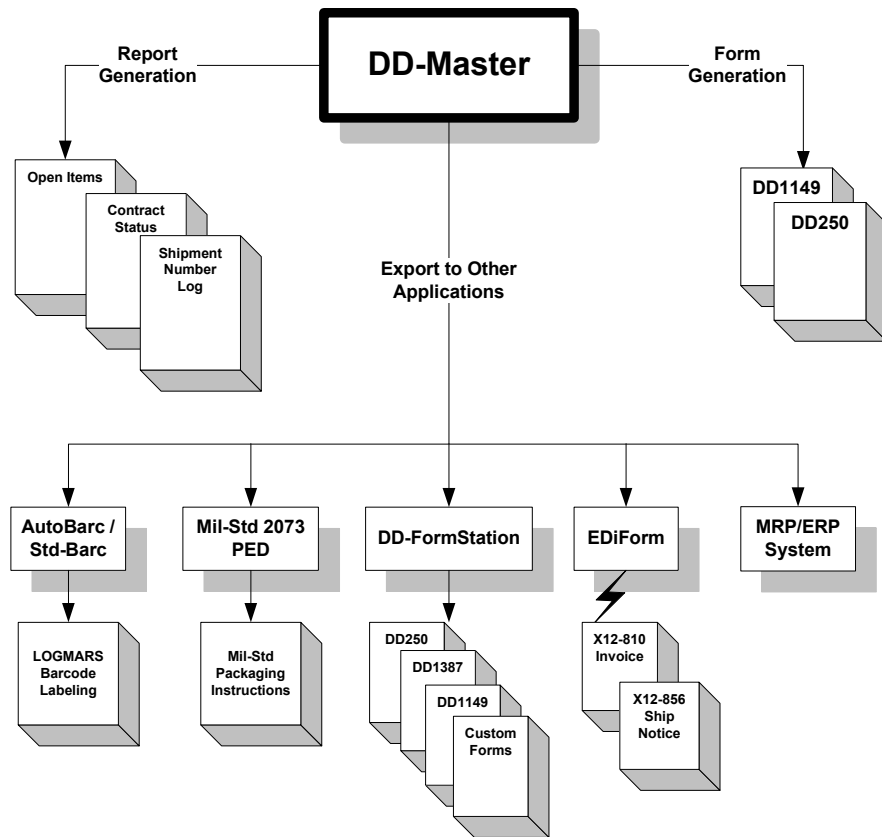 DD-Master
Report
Generation
Form
Generation
Open Items
Contract
Status
Shipment
Number
Log
DD1149
DD250
Export to Other
Applications
AutoBarc /
Std-Barc
Mil-Std 2073
PED
DD-FormStation
EDiForm
MRP/ERP
System
LOGMARS
Barcode
Labeling
Mil-Std
Packaging
Instructions
DD250
DD1387
DD1149
Custom
Forms
X12-810
Invoice
X12-856
Ship
Notice